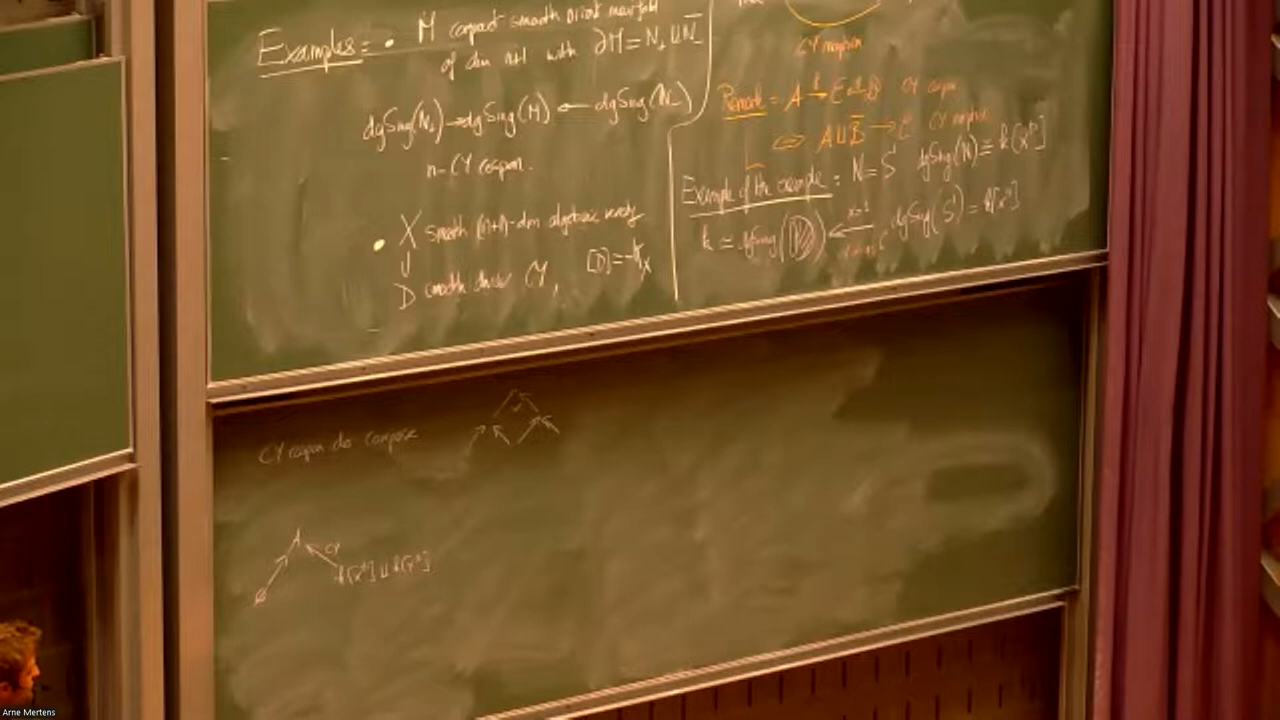 Examples: • M compact smooth orient manifold
of dim n+1 with ∂M = N₊ ⊔ N̄₋
dgSing(N₊) → dgSing(M) ← dgSing(N₋)
n-CY cospan.
• X smooth (n+1)-dim algebraic variety
∪
D smooth CY, [D] = -K_X
CY morphism
Remark: A → C ← B CY cospan
⇔ A ⊔ B̄ → C CY morphism
Example of the example: N = S¹ dgSing(N) ≃ k[x^±]
k ≃ dgSing(D) ← dgSing(S¹) = k[x^±]
x=1
CY cospan do compose
A
CY
∅
k[x^±] ⊔ k[x^±]
Arne Mertens